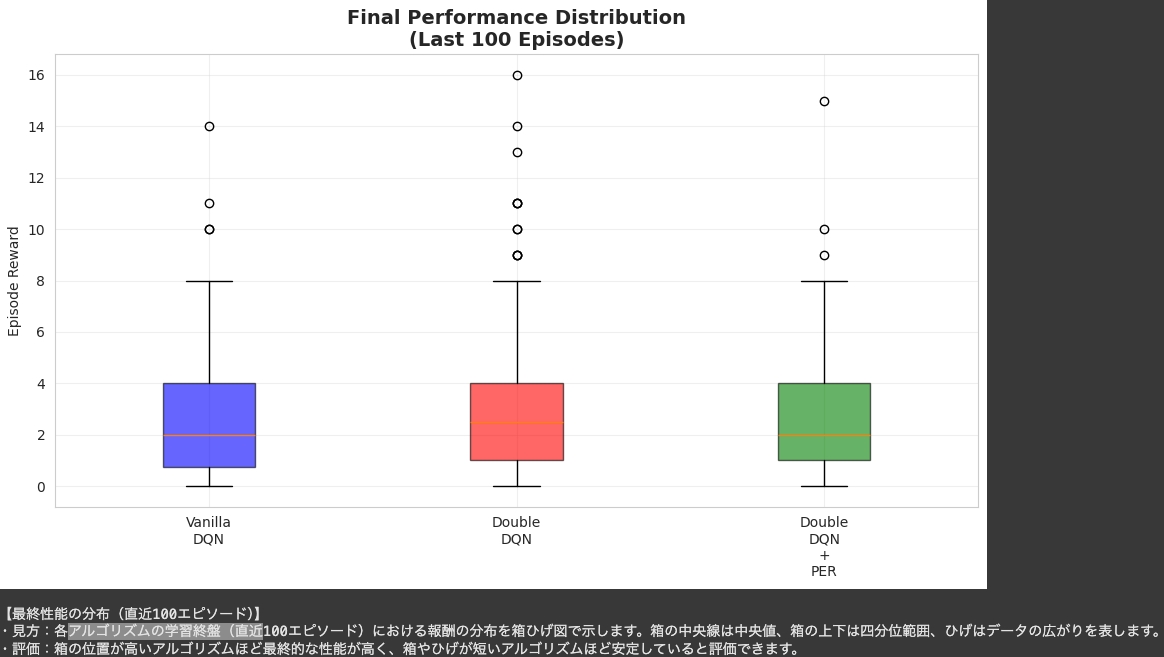 Final Performance Distribution
(Last 100 Episodes)
16
14
12
10
8
6
4
2
0
Episode Reward
Vanilla
DQN
Double
DQN
Double
DQN
+
PER
【最終性能の分布（直近100エピソード）】
・見方：各アルゴリズムの学習終盤（直近100エピソード）における報酬の分布を箱ひげ図で示します。箱の中央線は中央値、箱の上下は四分位範囲、ひげはデータの広がりを表します。
・評価：箱の位置が高いアルゴリズムほど最終的な性能が高く、箱やひげが短いアルゴリズムほど安定していると評価できます。